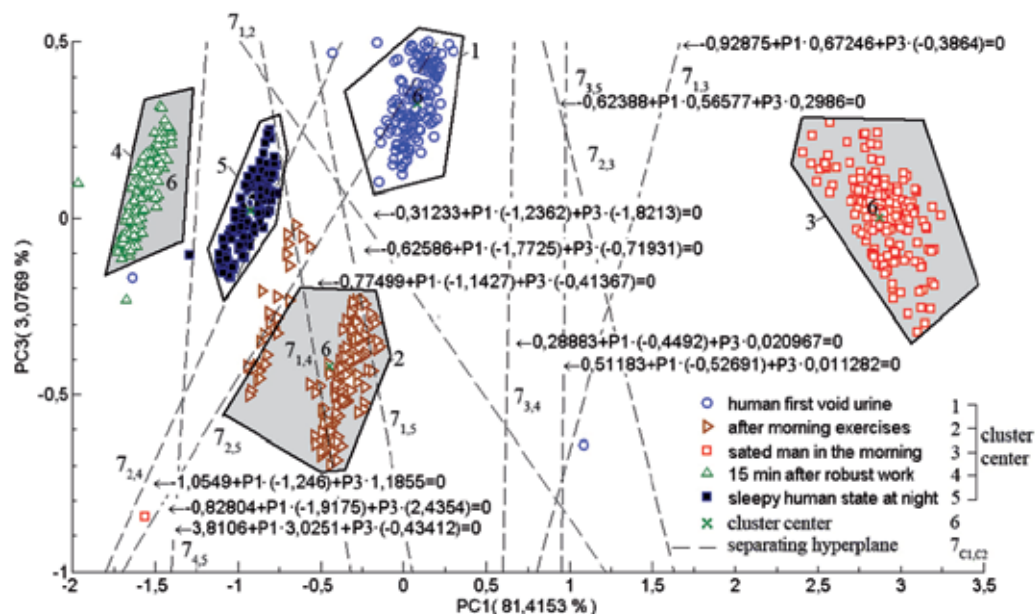 7₁,₂
1
←-0,92875+P1·0,67246+P3·(-0,3864)=0
7₃,₅
7₁,₃
←-0,62388+P1·0,56577+P3·0,2986=0
7₂,₃
4
6
5
6
6
3
6
←-0,31233+P1·(-1,2362)+P3·(-1,8213)=0
←-0,62586+P1·(-1,7725)+P3·(-0,71931)=0
←-0,77499+P1·(-1,1427)+P3·(-0,41367)=0
←0,28883+P1·(-0,4492)+P3·0,020967=0
←0,51183+P1·(-0,52691)+P3·0,011282=0
7₁,₄
6
2
7₃,₄
7₁,₅
7₂,₅
7₂,₄
←1,0549+P1·(-1,246)+P3·1,1855=0
←-0,82804+P1·(-1,9175)+P3·(2,4354)=0
←3,8106+P1·3,0251+P3·(-0,43412)=0
7₄,₅
human first void urine 1
after morning exercises 2
sated man in the morning 3
15 min after robust work 4
sleepy human state at night 5
cluster center
cluster center 6
separating hyperplane 7C1,C2
PC3( 3,0769 %)
0,5
0
-0,5
-1
-2 -1,5 -1 -0,5 0 0,5 1 1,5 2 2,5 3 3,5
PC1( 81,4153 %)